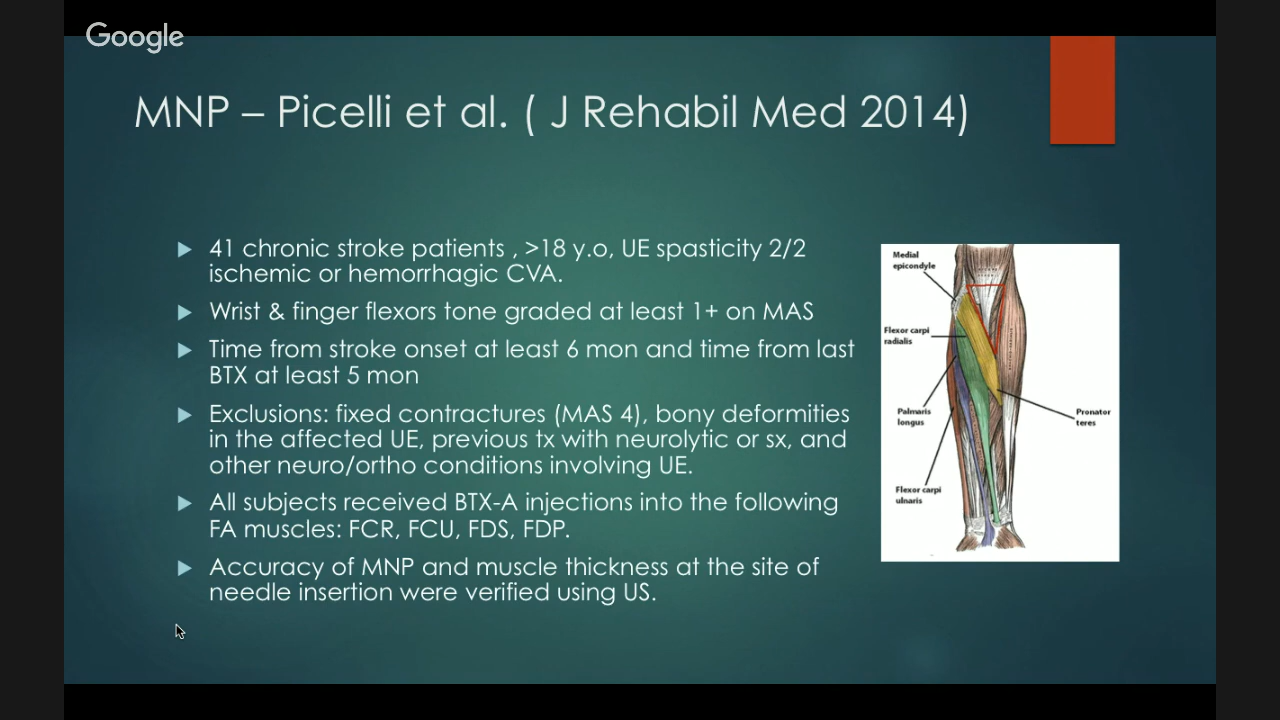 Google
MNP – Picelli et al. ( J Rehabil Med 2014)
41 chronic stroke patients , >18 y.o, UE spasticity 2/2
ischemic or hemorrhagic CVA.
Wrist & finger flexors tone graded at least 1+ on MAS
Time from stroke onset at least 6 mon and time from last
BTX at least 5 mon
Exclusions: fixed contractures (MAS 4), bony deformities
in the affected UE, previous tx with neurolytic or sx, and
other neuro/ortho conditions involving UE.
All subjects received BTX-A injections into the following
FA muscles: FCR, FCU, FDS, FDP.
Accuracy of MNP and muscle thickness at the site of
needle insertion were verified using US.
Medial
epicondyle
Flexor carpi
radialis
Palmaris
longus
Pronator
teres
Flexor carpi
ulnaris